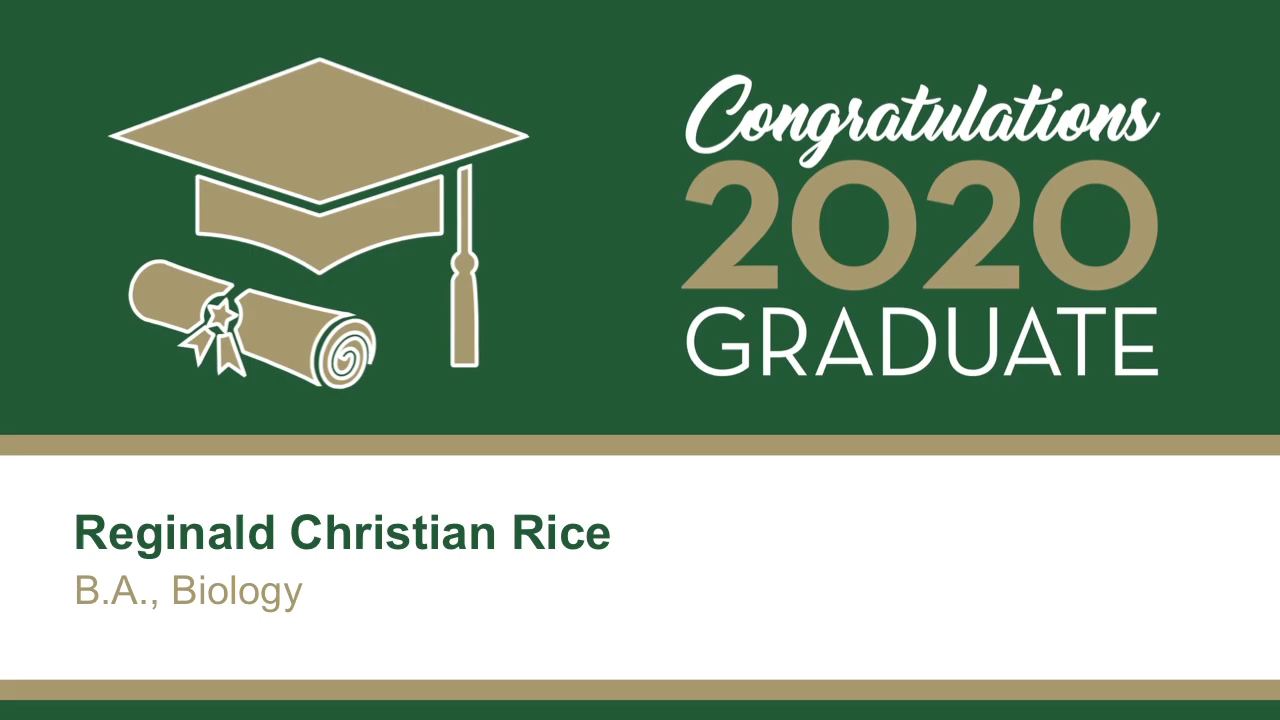 Congratulations
2020
GRADUATE
Reginald Christian Rice
B.A., Biology